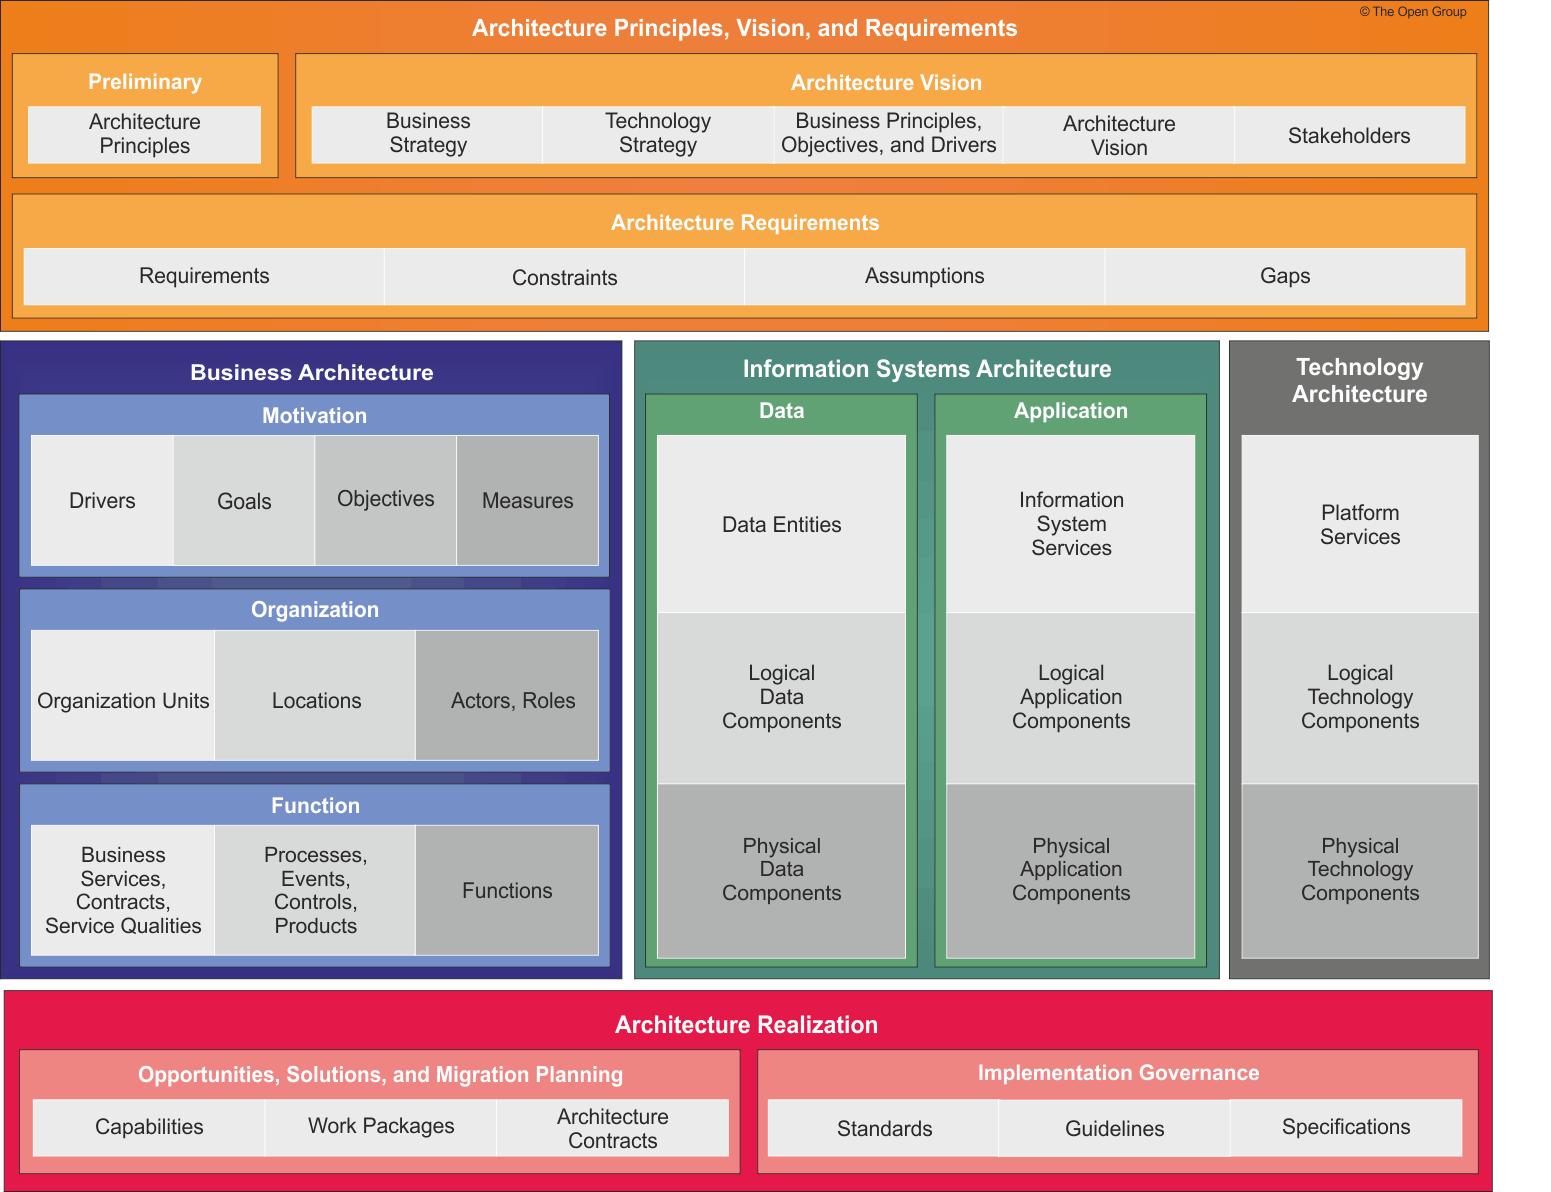 © The Open Group
Architecture Principles, Vision, and Requirements
Preliminary
Architecture
Principles
Architecture Vision
Business
Strategy
Technology
Strategy
Business Principles,
Objectives, and Drivers
Architecture
Vision
Stakeholders
Architecture Requirements
Requirements
Constraints
Assumptions
Gaps
Business Architecture
Motivation
Drivers
Goals
Objectives
Measures
Organization
Organization Units
Locations
Actors, Roles
Function
Business
Services,
Contracts,
Service Qualities
Processes,
Events,
Controls,
Products
Functions
Information Systems Architecture
Data
Data Entities
Logical
Data
Components
Physical
Data
Components
Application
Information
System
Services
Logical
Application
Components
Physical
Application
Components
Technology
Architecture
Platform
Services
Logical
Technology
Components
Physical
Technology
Components
Architecture Realization
Opportunities, Solutions, and Migration Planning
Capabilities
Work Packages
Architecture
Contracts
Implementation Governance
Standards
Guidelines
Specifications